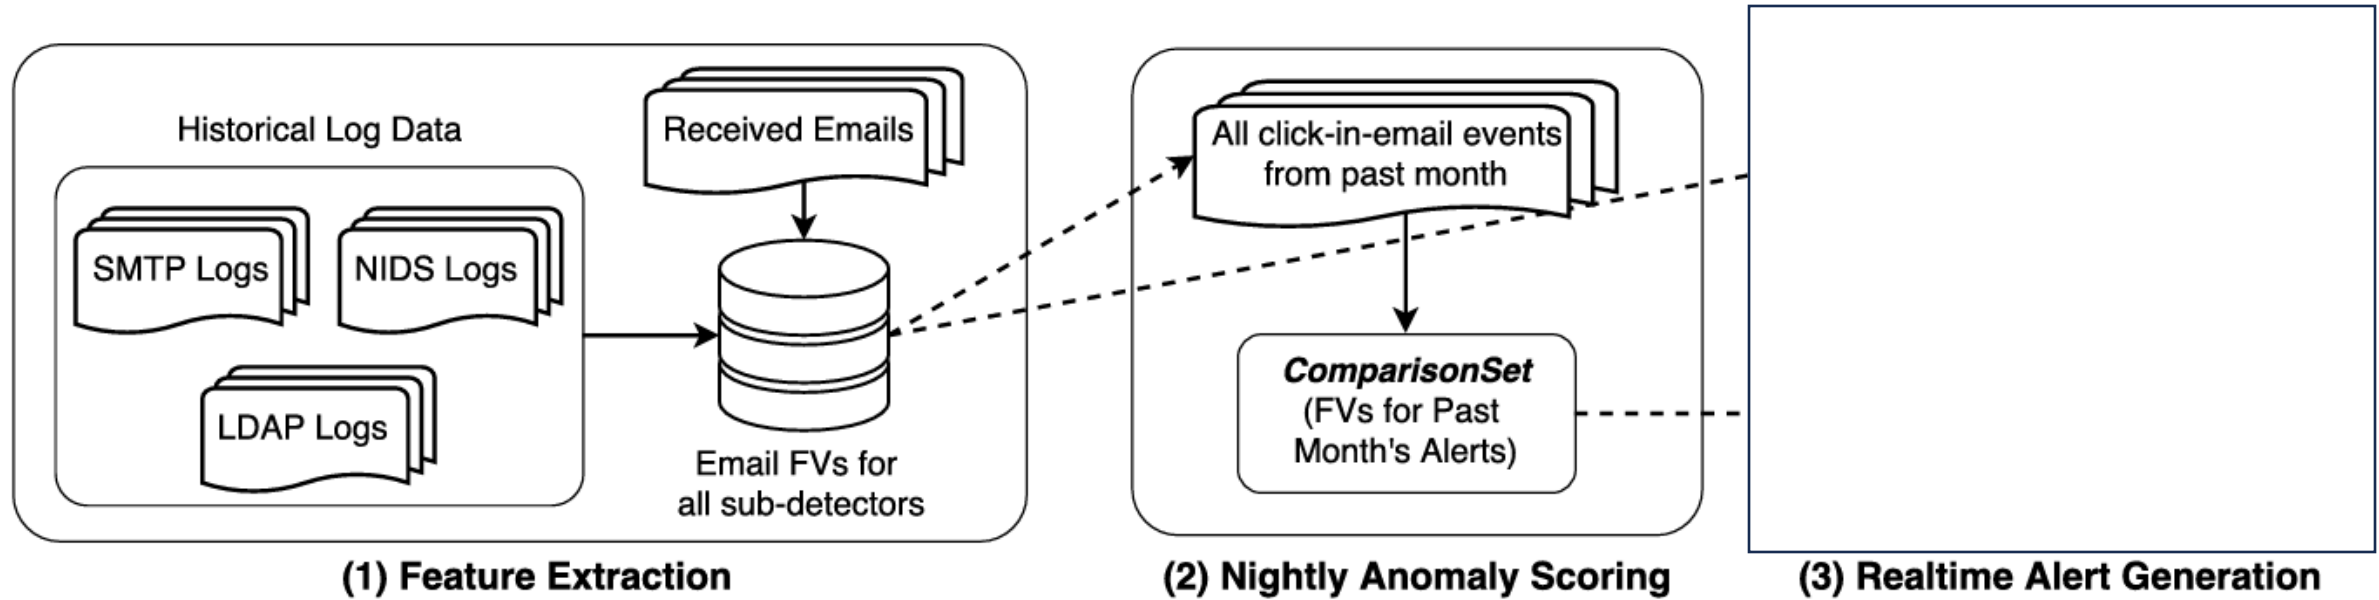 Historical Log Data
SMTP Logs
NIDS Logs
LDAP Logs
Received Emails
Email FVs for
all sub-detectors
(1) Feature Extraction
All click-in-email events
from past month
ComparisonSet
(FVs for Past
Month's Alerts)
(2) Nightly Anomaly Scoring
(3) Realtime Alert Generation